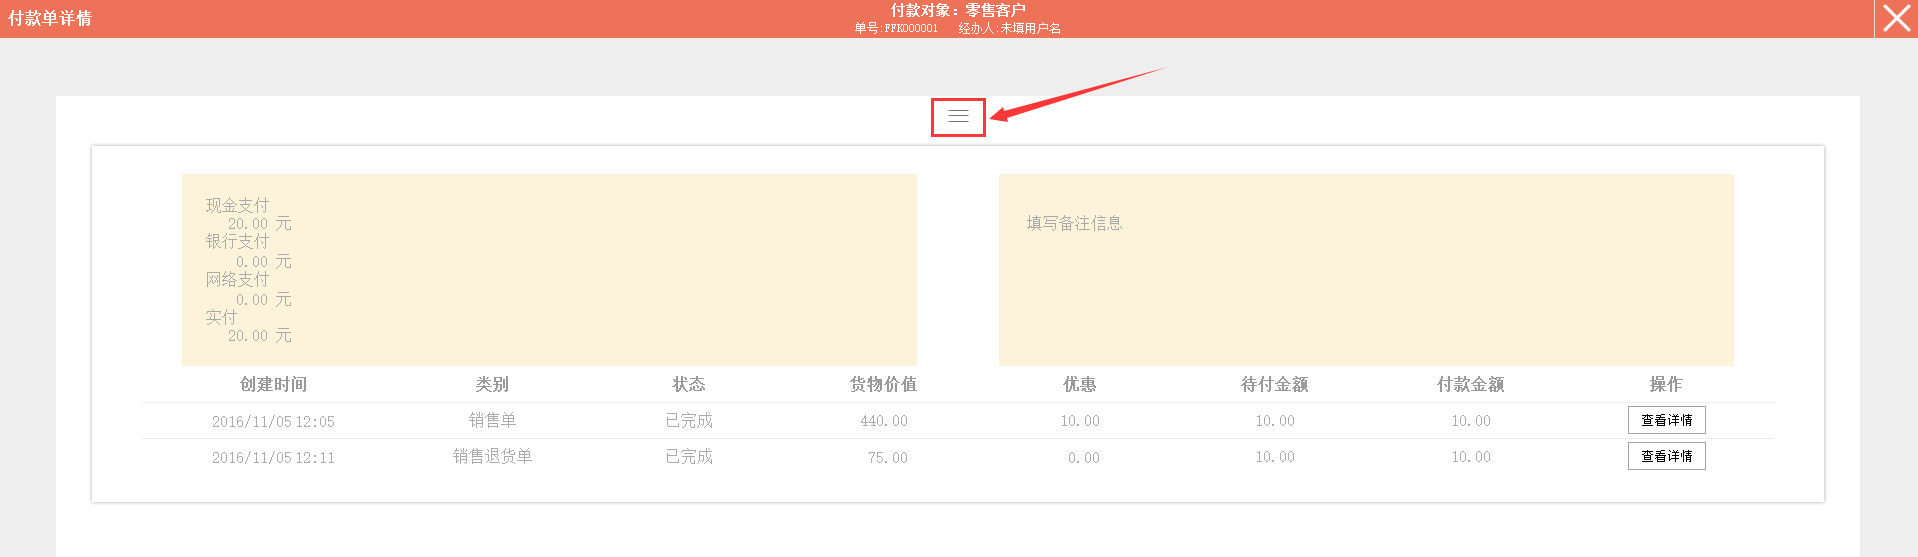 付款单详情
付款对象：零售客户
单号:FFK000001 经办人:未填用户名
现金支付
20.00 元
银行支付
0.00 元
网络支付
0.00 元
实付
20.00 元
填写备注信息
创建时间 类别 状态 货物价值 优惠 待付金额 付款金额 操作
2016/11/05 12:05 销售单 已完成 440.00 10.00 10.00 10.00 查看详情
2016/11/05 12:11 销售退货单 已完成 75.00 0.00 10.00 10.00 查看详情